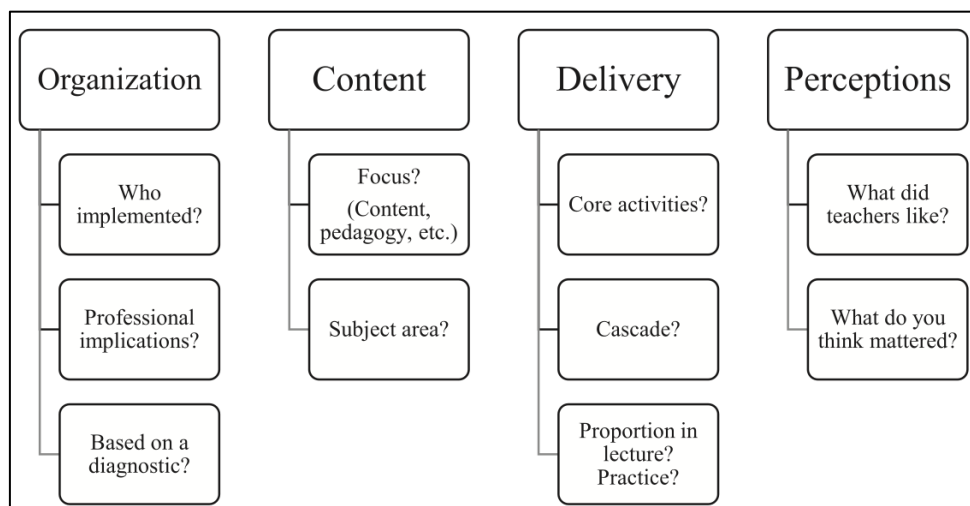 Organization
Who
implemented?
Professional
implications?
Based on a
diagnostic?
Content
Focus?
(Content,
pedagogy, etc.)
Subject area?
Delivery
Core activities?
Cascade?
Proportion in
lecture?
Practice?
Perceptions
What did
teachers like?
What do you
think mattered?